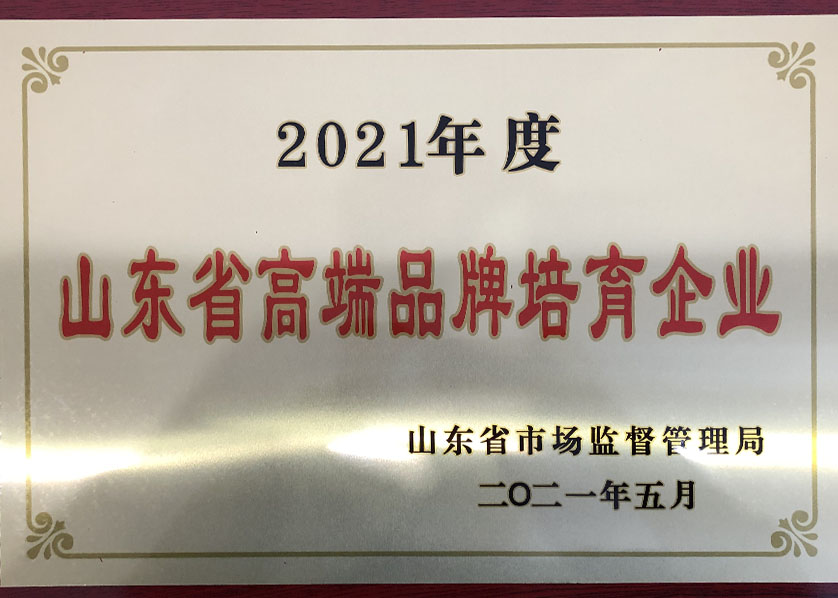 2021年度
山东省高端品牌培育企业
山东省市场监督管理局
二〇二一年五月